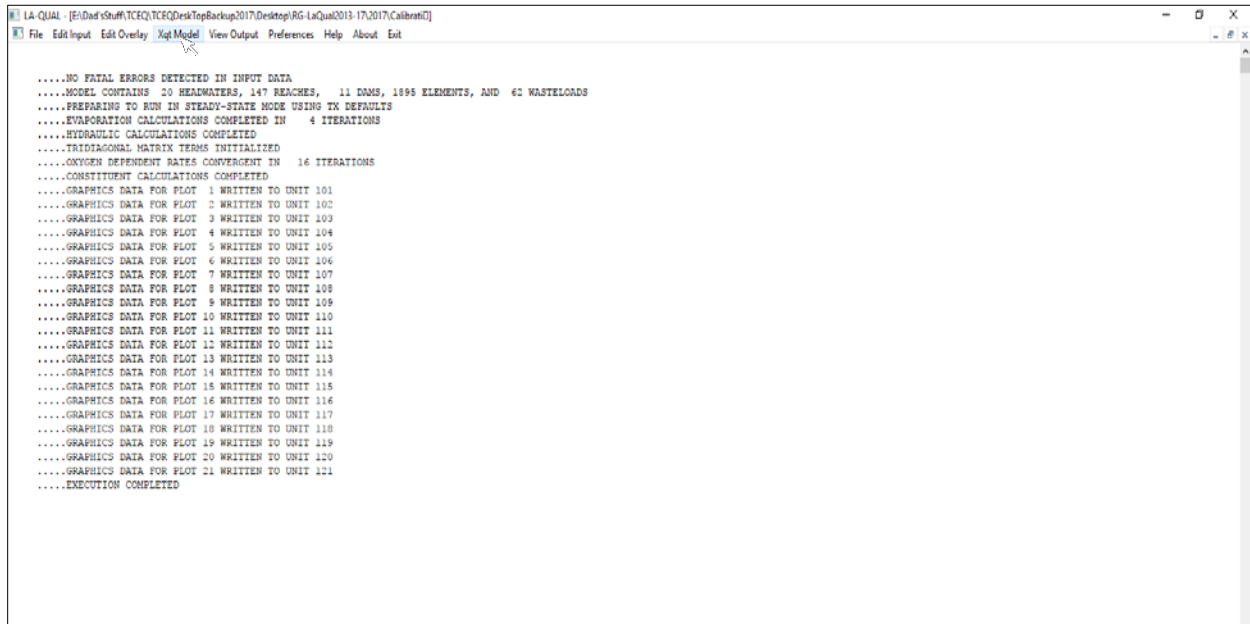 LA-QUAL - [E:\Dad'sStuff\TCEQ\TCEQDeskTopBackup2017\Desktop\RG-LaQual2013-17\2017\Calibrati0]
File Edit Input Edit Overlay Xqt Model View Output Preferences Help About Exit
.....NO FATAL ERRORS DETECTED IN INPUT DATA
.....MODEL CONTAINS 20 HEADWATERS, 147 REACHES, 11 DAMS, 1895 ELEMENTS, AND 62 WASTELOADS
.....PREPARING TO RUN IN STEADY-STATE MODE USING TX DEFAULTS
.....EVAPORATION CALCULATIONS COMPLETED IN 4 ITERATIONS
.....HYDRAULIC CALCULATIONS COMPLETED
.....TRIDIAGONAL MATRIX TERMS INITIALIZED
.....OXYGEN DEPENDENT RATES CONVERGENT IN 16 ITERATIONS
.....CONSTITUENT CALCULATIONS COMPLETED
.....GRAPHICS DATA FOR PLOT 1 WRITTEN TO UNIT 101
.....GRAPHICS DATA FOR PLOT 2 WRITTEN TO UNIT 102
.....GRAPHICS DATA FOR PLOT 3 WRITTEN TO UNIT 103
.....GRAPHICS DATA FOR PLOT 4 WRITTEN TO UNIT 104
.....GRAPHICS DATA FOR PLOT 5 WRITTEN TO UNIT 105
.....GRAPHICS DATA FOR PLOT 6 WRITTEN TO UNIT 106
.....GRAPHICS DATA FOR PLOT 7 WRITTEN TO UNIT 107
.....GRAPHICS DATA FOR PLOT 8 WRITTEN TO UNIT 108
.....GRAPHICS DATA FOR PLOT 9 WRITTEN TO UNIT 109
.....GRAPHICS DATA FOR PLOT 10 WRITTEN TO UNIT 110
.....GRAPHICS DATA FOR PLOT 11 WRITTEN TO UNIT 111
.....GRAPHICS DATA FOR PLOT 12 WRITTEN TO UNIT 112
.....GRAPHICS DATA FOR PLOT 13 WRITTEN TO UNIT 113
.....GRAPHICS DATA FOR PLOT 14 WRITTEN TO UNIT 114
.....GRAPHICS DATA FOR PLOT 15 WRITTEN TO UNIT 115
.....GRAPHICS DATA FOR PLOT 16 WRITTEN TO UNIT 116
.....GRAPHICS DATA FOR PLOT 17 WRITTEN TO UNIT 117
.....GRAPHICS DATA FOR PLOT 18 WRITTEN TO UNIT 118
.....GRAPHICS DATA FOR PLOT 19 WRITTEN TO UNIT 119
.....GRAPHICS DATA FOR PLOT 20 WRITTEN TO UNIT 120
.....GRAPHICS DATA FOR PLOT 21 WRITTEN TO UNIT 121
.....EXECUTION COMPLETED